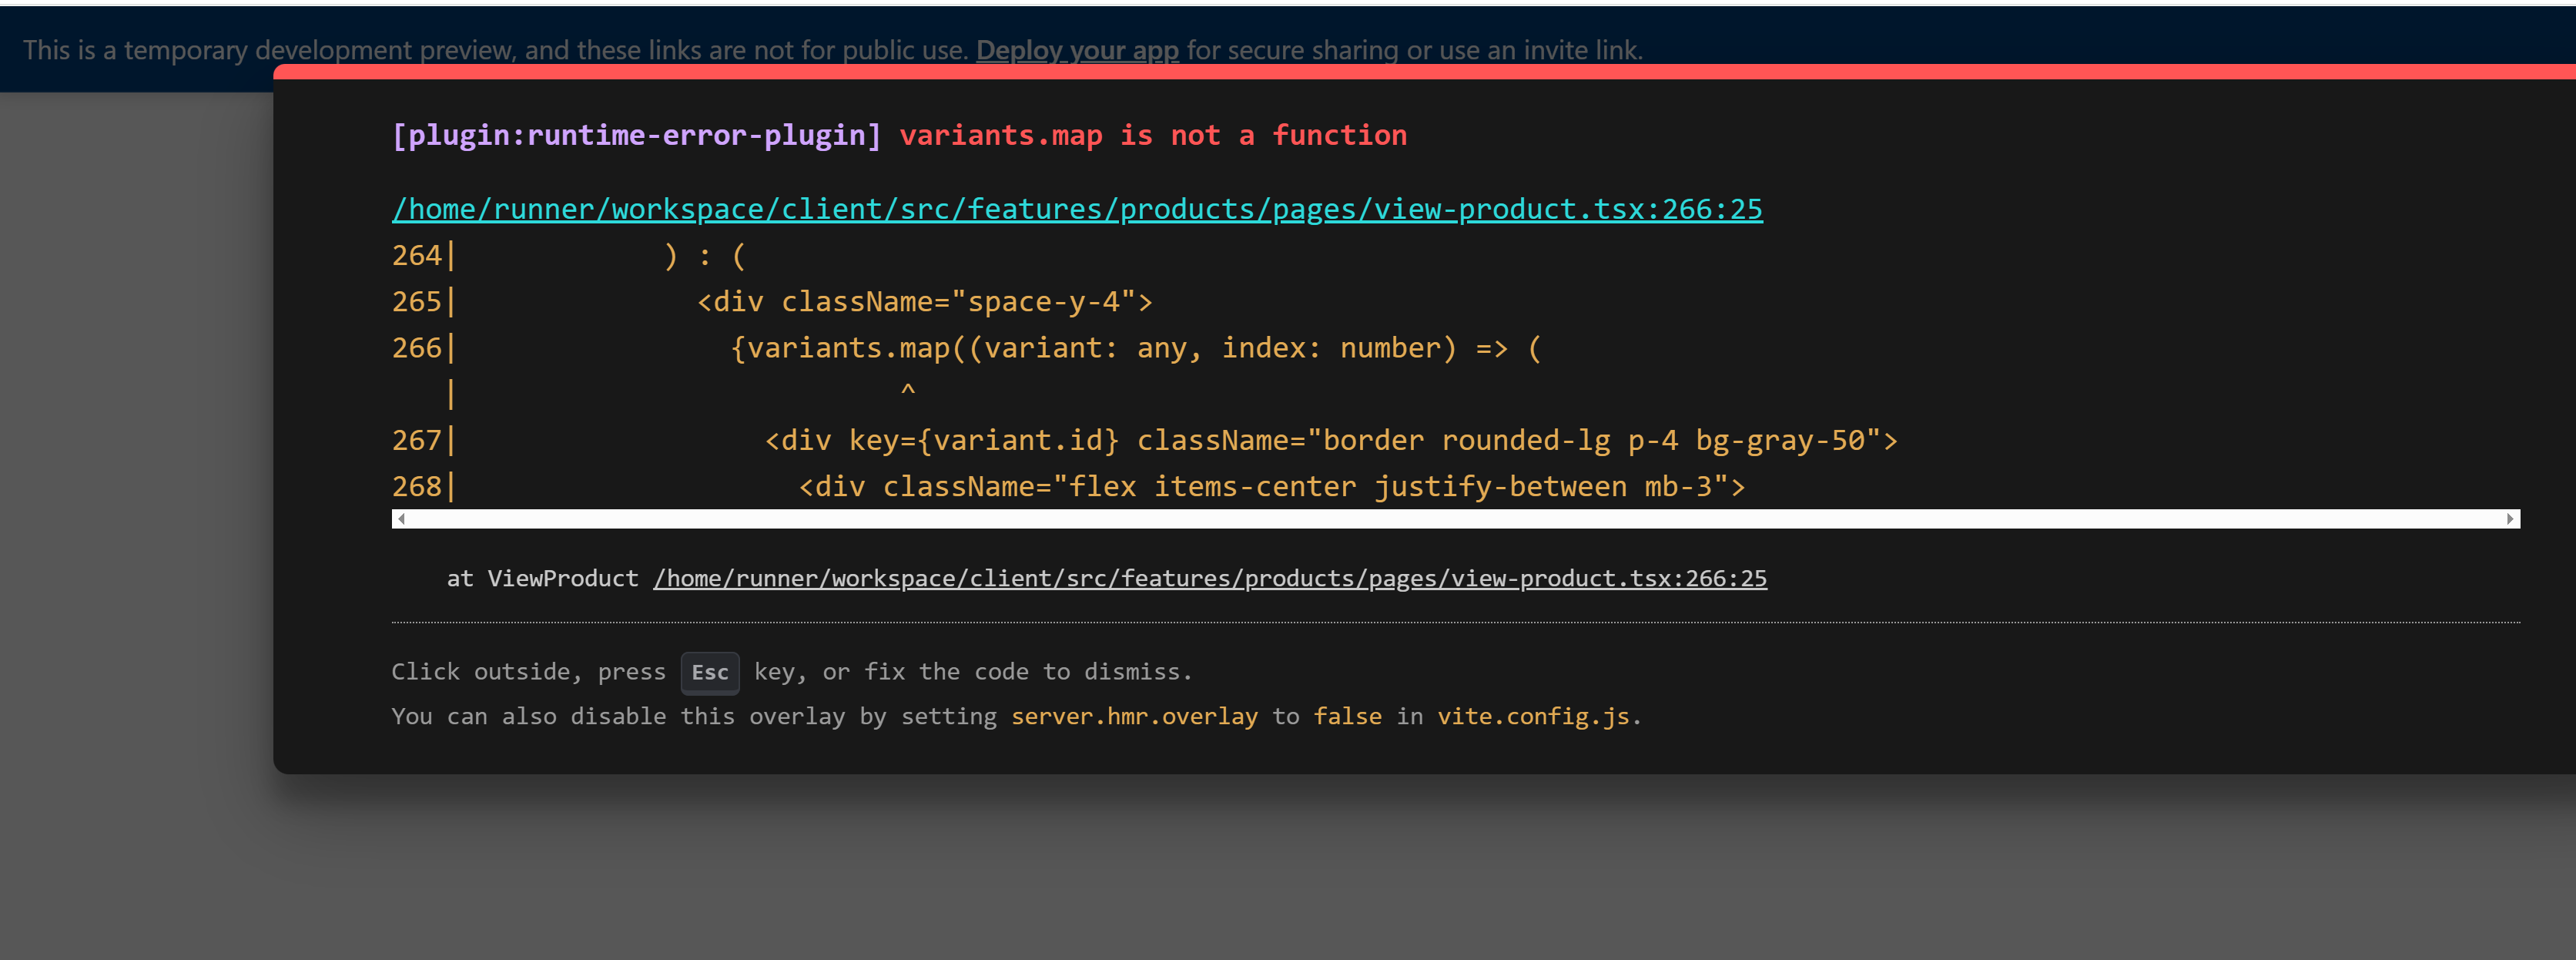 This is a temporary development preview, and these links are not for public use. Deploy your app for secure sharing or use an invite link.
[plugin:runtime-error-plugin] variants.map is not a function
/home/runner/workspace/client/src/features/products/pages/view-product.tsx:266:25
264|             ) : (
265|               <div className="space-y-4">
266|                 {variants.map((variant: any, index: number) => (
   |                           ^
267|                   <div key={variant.id} className="border rounded-lg p-4 bg-gray-50">
268|                     <div className="flex items-center justify-between mb-3">
at ViewProduct /home/runner/workspace/client/src/features/products/pages/view-product.tsx:266:25
Click outside, press Esc key, or fix the code to dismiss.
You can also disable this overlay by setting server.hmr.overlay to false in vite.config.js.